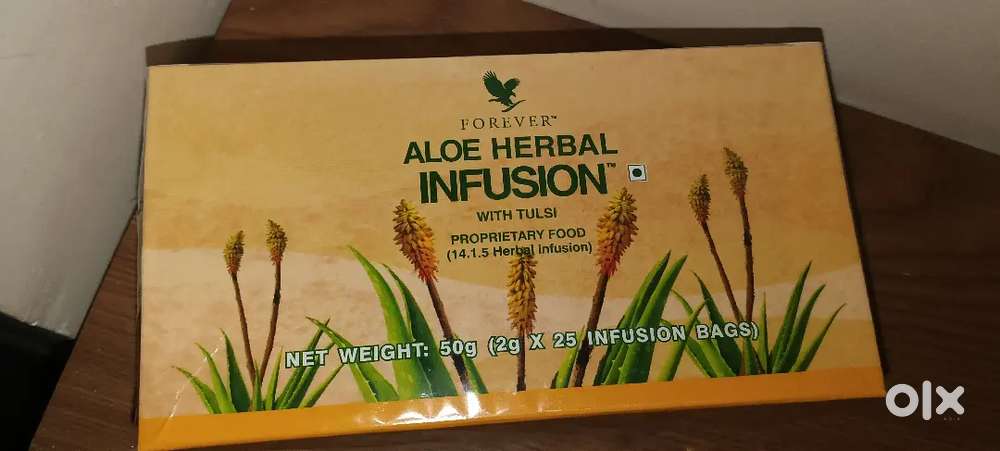 FOREVER™
ALOE HERBAL
INFUSION™
WITH TULSI
PROPRIETARY FOOD
(14.1.5 Herbal Infusion)
NET WEIGHT: 50g (2g X 25 INFUSION BAGS)
olx